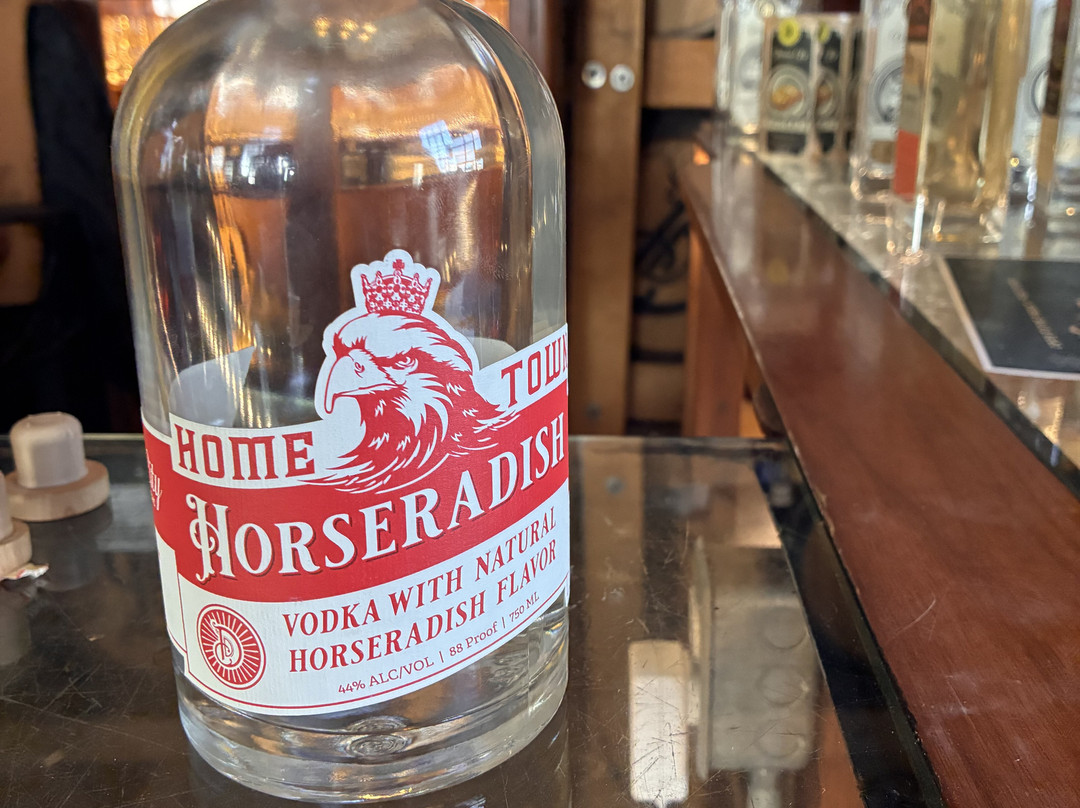 HOME TOWN
HORSERADISH
VODKA WITH NATURAL
HORSERADISH FLAVOR
44% ALC/VOL | 88 Proof | 750 ML